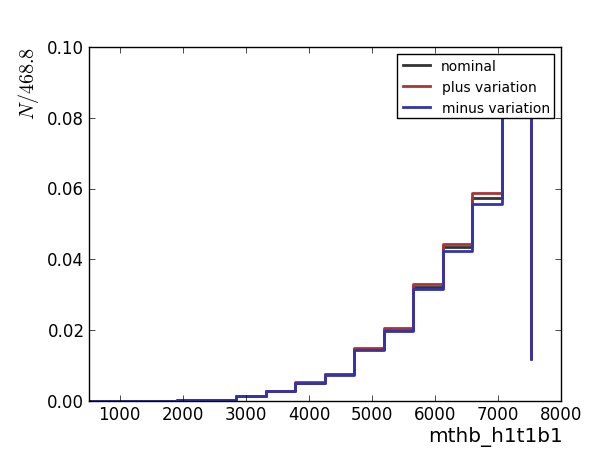 0.10
0.08
0.06
0.04
0.02
0.00
N/468.8
nominal
plus variation
minus variation
1000 2000 3000 4000 5000 6000 7000 8000
mthb_h1t1b1